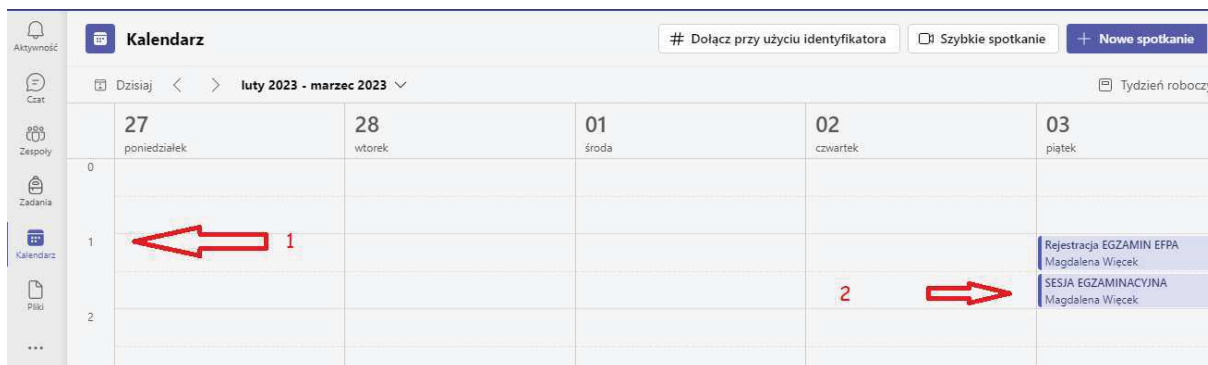 Aktywność
Czat
Zespoły
Zadania
Kalendarz
Pliki
...
Kalendarz
# Dołącz przy użyciu identyfikatora
Szybkie spotkanie
+ Nowe spotkanie
Dzisiaj < > luty 2023 - marzec 2023
Tydzień roboczy
27
poniedziałek
28
wtorek
01
środa
02
czwartek
03
piątek
0
1
1
Rejestracja EGZAMIN EFPA
Magdalena Więcek
2
SESJA EGZAMINACYJNA
Magdalena Więcek
2